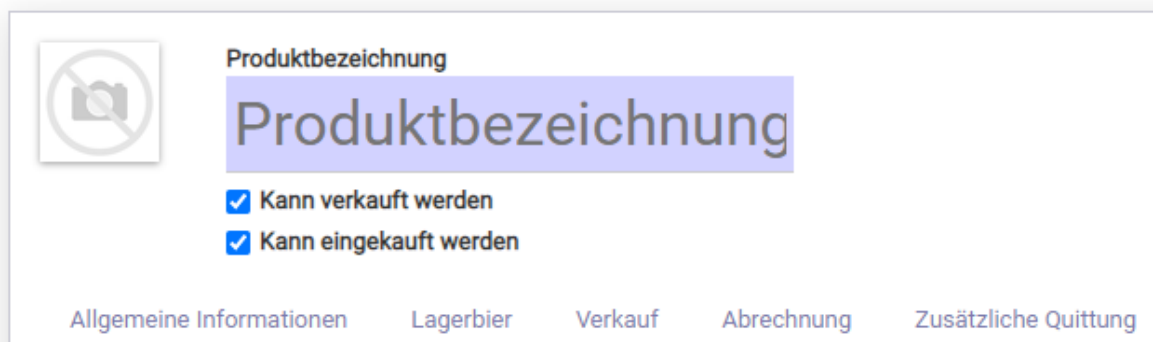 Produktbezeichnung
Produktbezeichnung
Kann verkauft werden
Kann eingekauft werden
Allgemeine Informationen Lagerbier Verkauf Abrechnung Zusätzliche Quittung